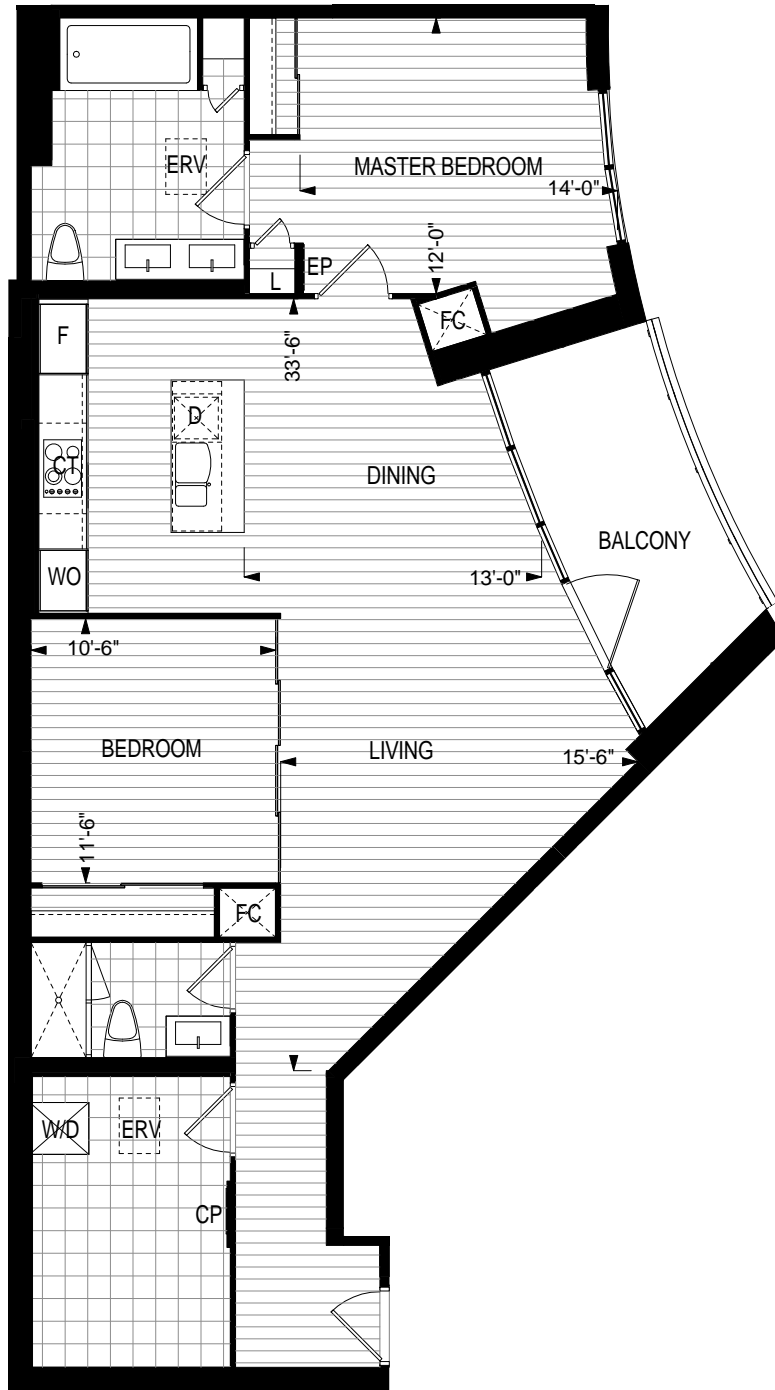 ERV
MASTER BEDROOM
14'-0"
12'-0"
EP
L
FC
F
33'-6"
D
CT
DINING
BALCONY
WO
13'-0"
10'-6"
BEDROOM
LIVING
15'-6"
11'-6"
FC
W/D
ERV
CP